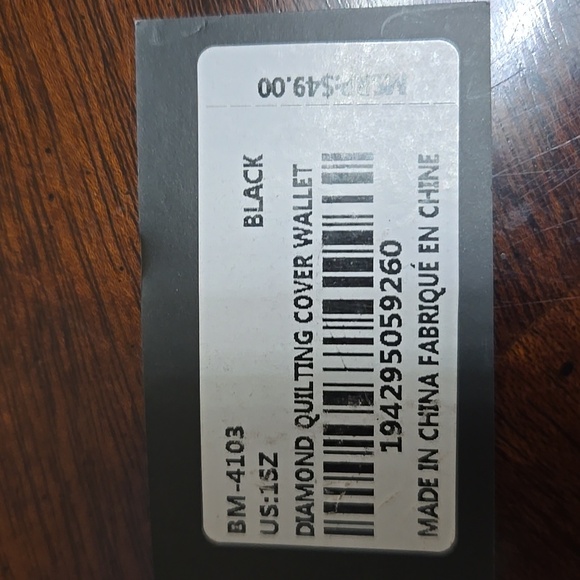 BM-4103
US:1SZ BLACK
DIAMOND QUILTING COVER WALLET
194295059260
MADE IN CHINA FABRIQUÉ EN CHINE
MSRP:$49.00